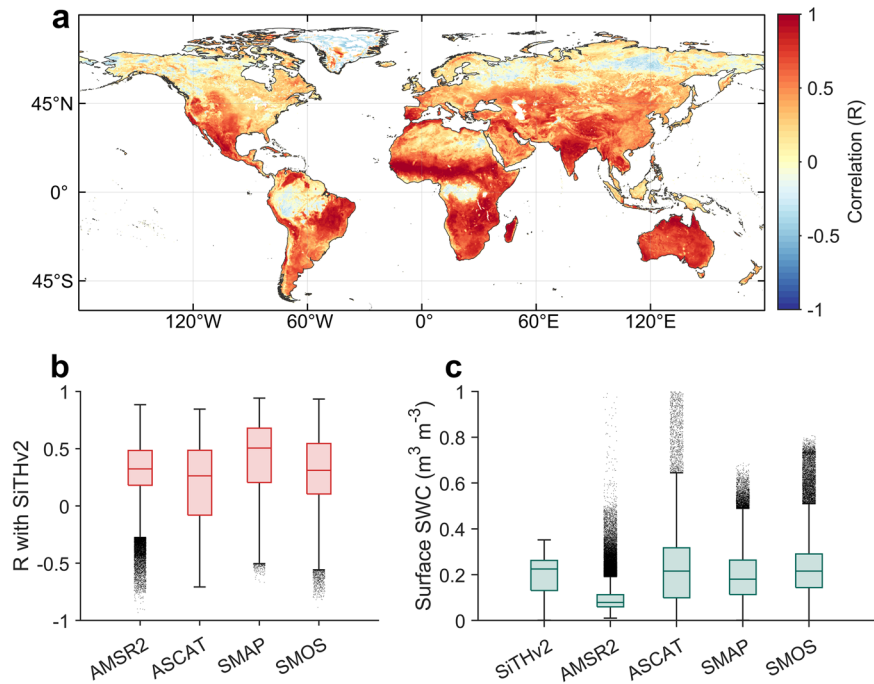 a
45°N
0°
45°S
120°W 60°W 0° 60°E 120°E
1
0.5
0
-0.5
-1
Correlation (R)
b
R with SiTHv2
1
0.5
0
-0.5
-1
AMSR2 ASCAT SMAP SMOS
c
Surface SWC (m³ m⁻³)
1
0.8
0.6
0.4
0.2
0
SiTHv2 AMSR2 ASCAT SMAP SMOS